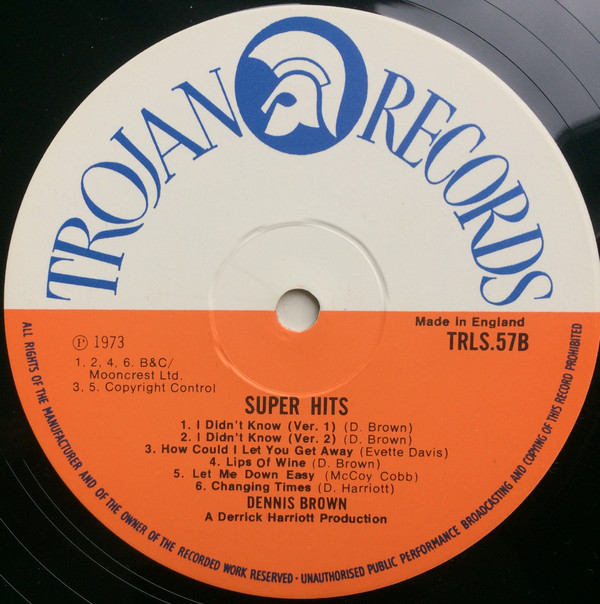 TROJAN RECORDS
Made in England
TRLS.57B
℗ 1973
1, 2, 4, 6. B&C/
Mooncrest Ltd.
3, 5. Copyright Control
SUPER HITS
1. I Didn't Know (Ver. 1) (D. Brown)
2. I Didn't Know (Ver. 2) (D. Brown)
3. How Could I Let You Get Away (Evette Davis)
4. Lips Of Wine (D. Brown)
5. Let Me Down Easy (McCoy Cobb)
6. Changing Times (D. Harriott)
DENNIS BROWN
A Derrick Harriott Production
ALL RIGHTS OF THE MANUFACTURER AND OF THE OWNER OF THE RECORDED WORK RESERVED · UNAUTHORISED PUBLIC PERFORMANCE BROADCASTING AND COPYING OF THIS RECORD PROHIBITED